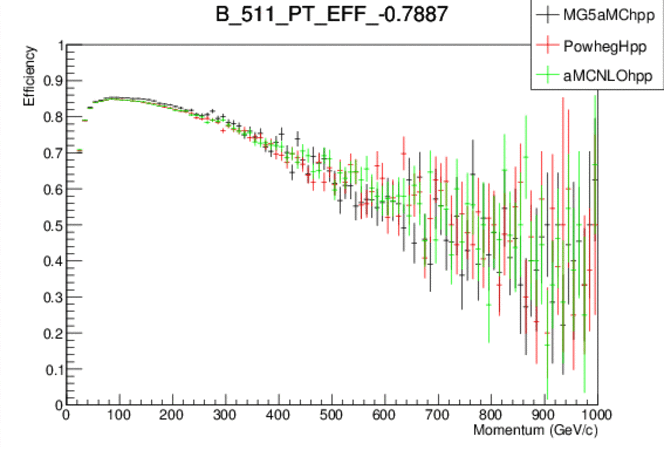 B_511_PT_EFF_-0.7887
MG5aMChpp
PowhegHpp
aMCNLOhpp
Efficiency
1
0.9
0.8
0.7
0.6
0.5
0.4
0.3
0.2
0.1
0
0 100 200 300 400 500 600 700 800 900 1000
Momentum (GeV/c)